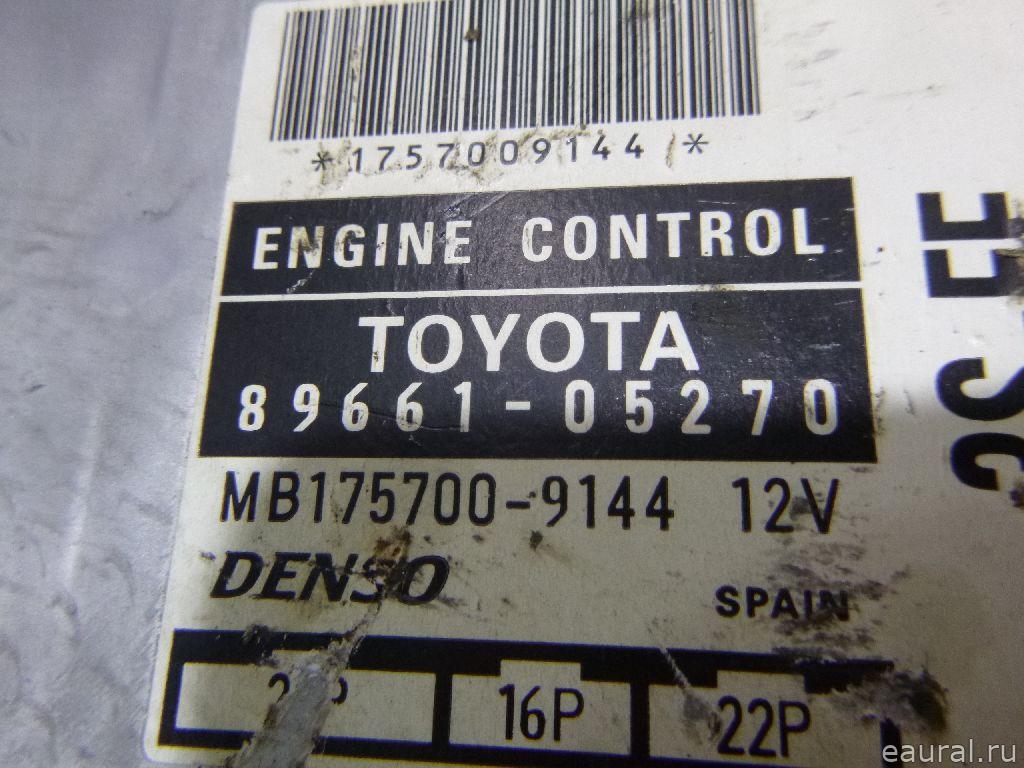 *1757009144*
ENGINE CONTROL
TOYOTA
89661-05270
MB175700-9144 12V
DENSO
SPAIN
16P
22P
eaural.ru